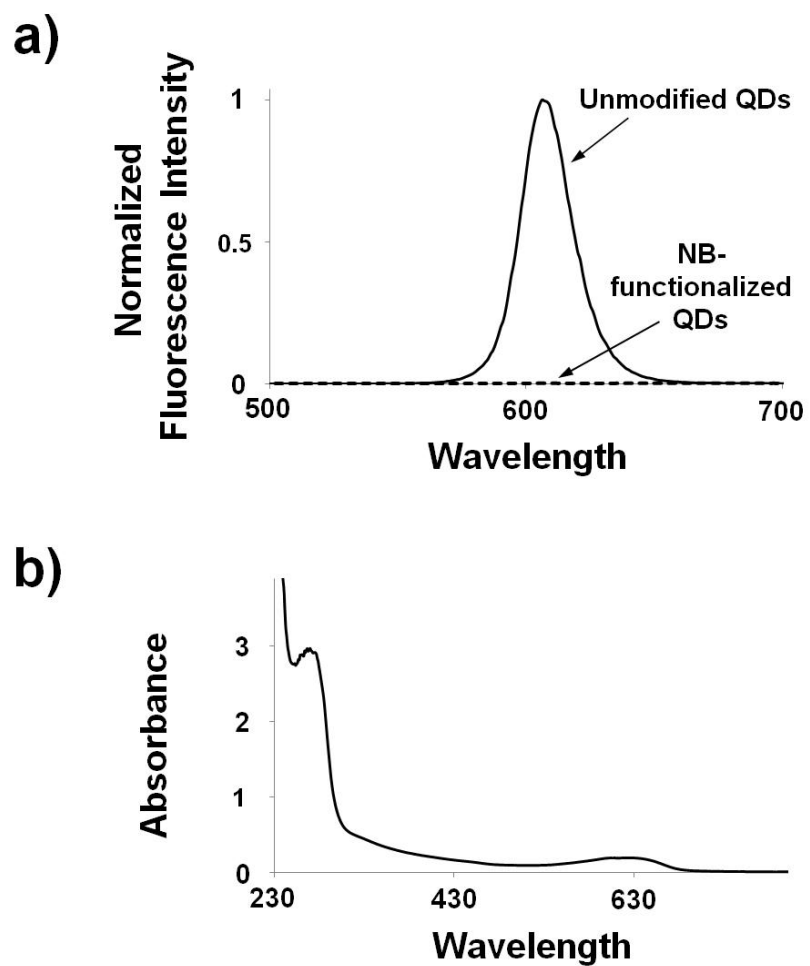 a)
Normalized
Fluorescence Intensity
1
0.5
0
500
600
700
Wavelength
Unmodified QDs
NB-
functionalized
QDs
b)
Absorbance
3
2
1
0
230
430
630
Wavelength